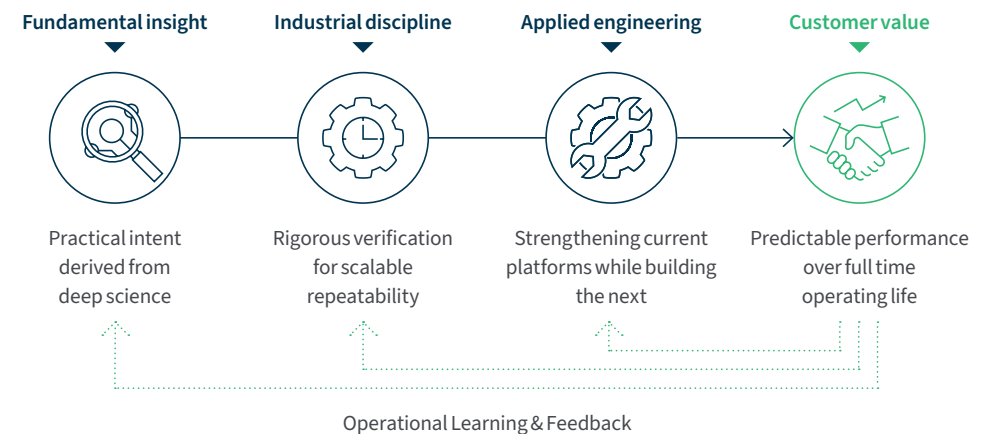 Fundamental insight
Industrial discipline
Applied engineering
Customer value
Practical intent
derived from
deep science
Rigorous verification
for scalable
repeatability
Strengthening current
platforms while building
the next
Predictable performance
over full time
operating life
Operational Learning & Feedback